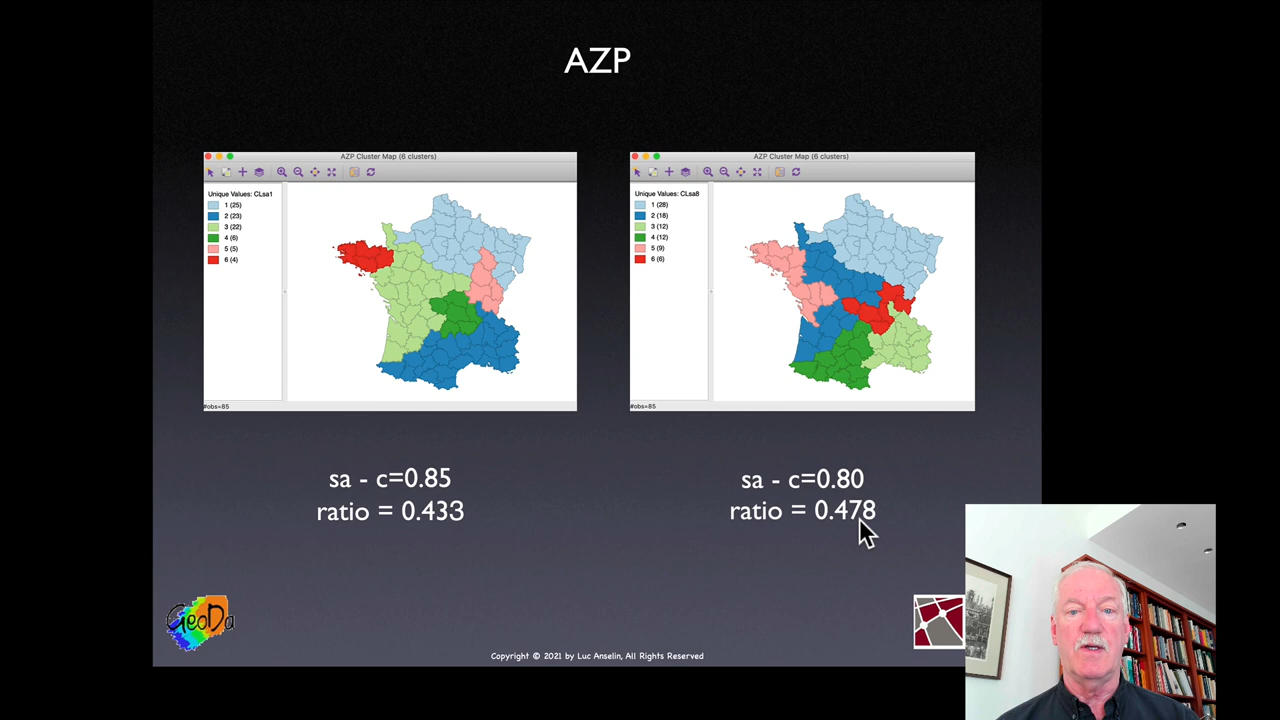 AZP
AZP Cluster Map (6 clusters)
Unique Values: CLsa1
1 (25)
2 (23)
3 (22)
4 (6)
5 (5)
6 (4)
#obs=85
AZP Cluster Map (6 clusters)
Unique Values: CLsa8
1 (28)
2 (18)
3 (12)
4 (12)
5 (9)
6 (6)
#obs=85
sa - c=0.85
ratio = 0.433
sa - c=0.80
ratio = 0.478
GeoDa
Copyright © 2021 by Luc Anselin, All Rights Reserved